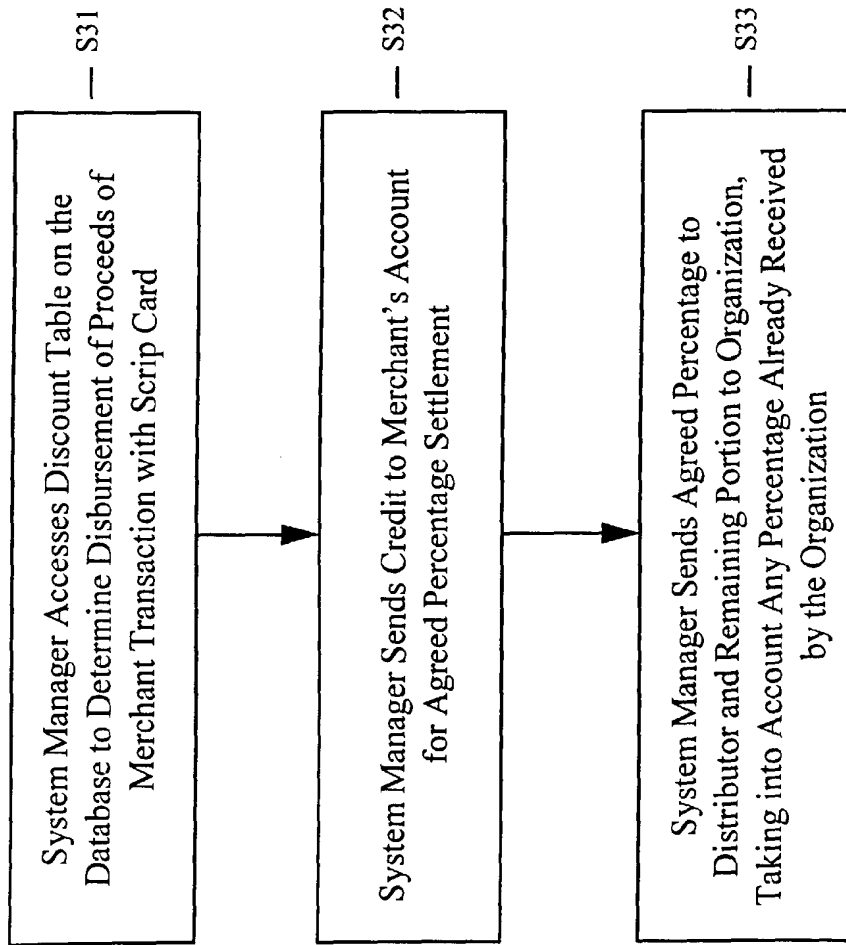 System Manager Accesses Discount Table on the
Database to Determine Disbursement of Proceeds of
Merchant Transaction with Scrip Card
S31
System Manager Sends Credit to Merchant's Account
for Agreed Percentage Settlement
S32
System Manager Sends Agreed Percentage to
Distributor and Remaining Portion to Organization,
Taking into Account Any Percentage Already Received
by the Organization
S33